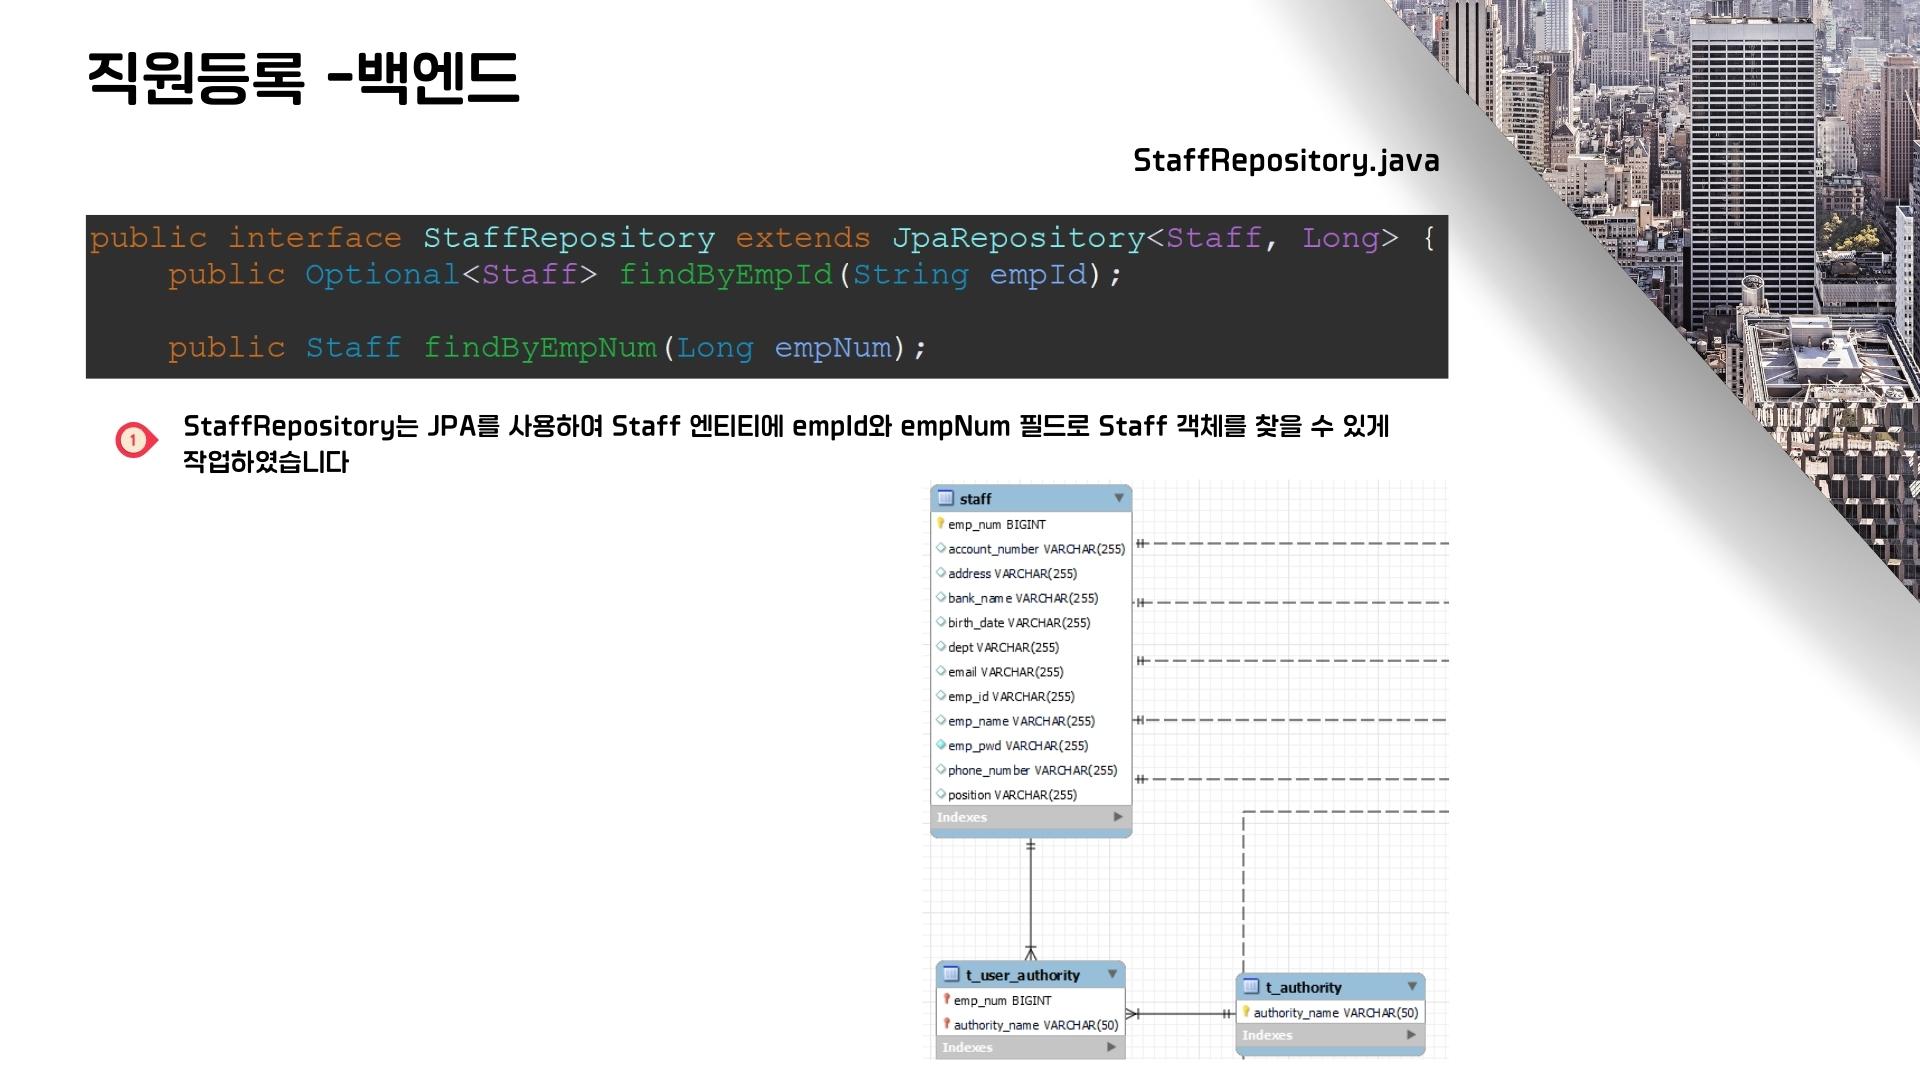 직원등록 -백엔드
StaffRepository.java
public interface StaffRepository extends JpaRepository<Staff, Long> {
public Optional<Staff> findByEmpId(String empId);
public Staff findByEmpNum(Long empNum);
1
StaffRepository는 JPA를 사용하여 Staff 엔티티에 empId와 empNum 필드로 Staff 객체를 찾을 수 있게
작업하였습니다
staff
emp_num BIGINT
account_number VARCHAR(255)
address VARCHAR(255)
bank_name VARCHAR(255)
birth_date VARCHAR(255)
dept VARCHAR(255)
email VARCHAR(255)
emp_id VARCHAR(255)
emp_name VARCHAR(255)
emp_pwd VARCHAR(255)
phone_number VARCHAR(255)
position VARCHAR(255)
Indexes
t_user_authority
emp_num BIGINT
authority_name VARCHAR(50)
Indexes
t_authority
authority_name VARCHAR(50)
Indexes